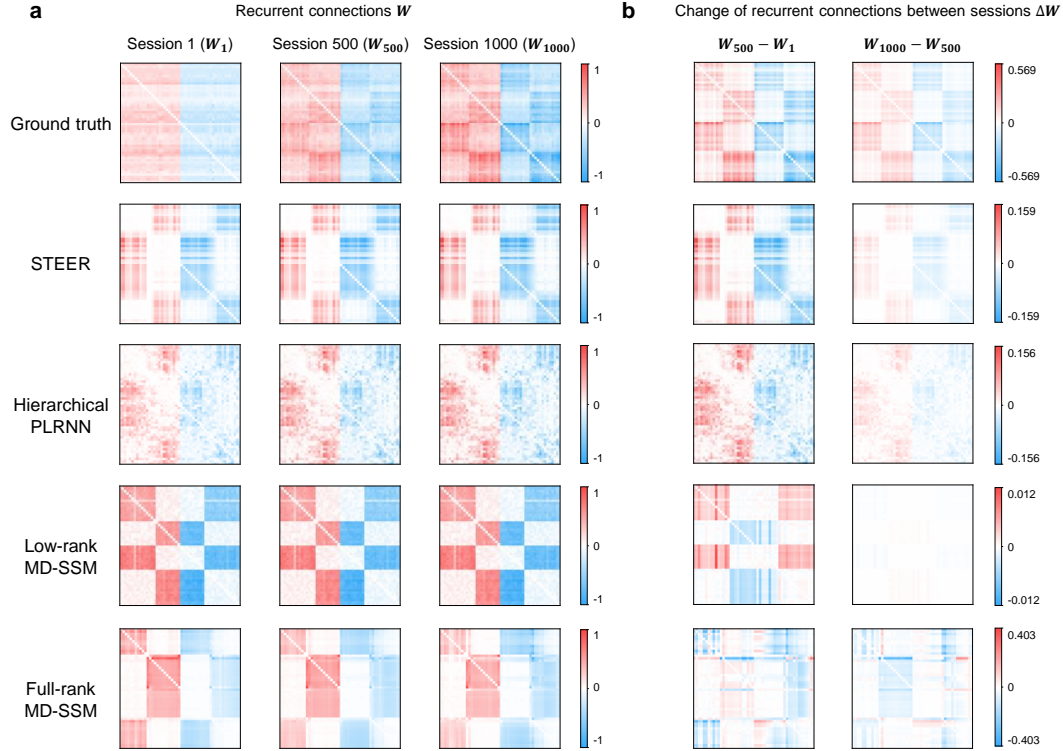 a
Recurrent connections W
b
Change of recurrent connections between sessions ΔW
Session 1 (W₁)
Session 500 (W₅₀₀)
Session 1000 (W₁₀₀₀)
W₅₀₀ − W₁
W₁₀₀₀ − W₅₀₀
Ground truth
1
0
-1
0.569
0
-0.569
STEER
1
0
-1
0.159
0
-0.159
Hierarchical
PLRNN
1
0
-1
0.156
0
-0.156
Low-rank
MD-SSM
1
0
-1
0.012
0
-0.012
Full-rank
MD-SSM
1
0
-1
0.403
0
-0.403